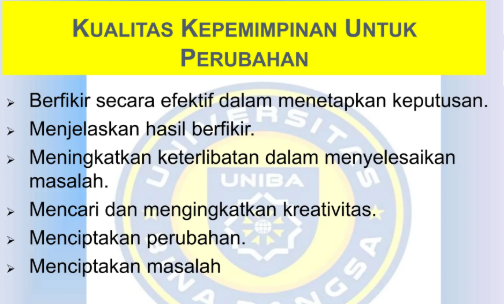 KUALITAS KEPEMIMPINAN UNTUK
PERUBAHAN
Berfikir secara efektif dalam menetapkan keputusan.
Menjelaskan hasil berfikir.
Meningkatkan keterlibatan dalam menyelesaikan
masalah.
Mencari dan mengingkatkan kreativitas.
Menciptakan perubahan.
Menciptakan masalah
UNIBA